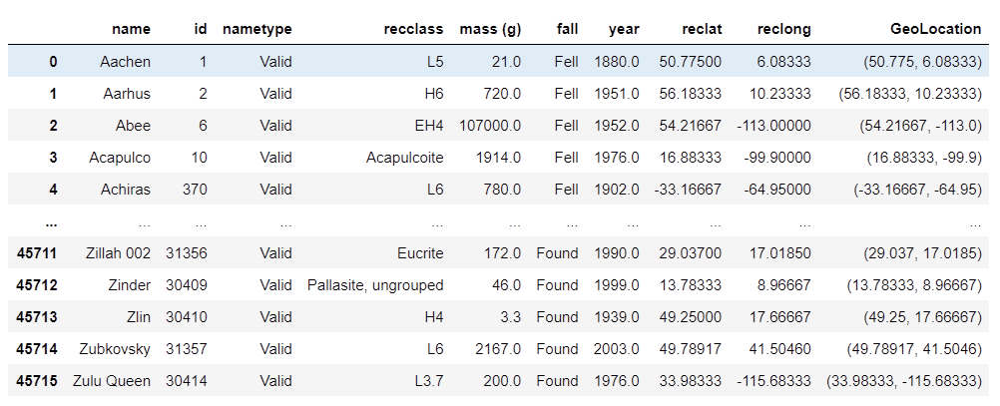 name id nametype recclass mass (g) fall year reclat reclong GeoLocation
0 Aachen 1 Valid L5 21.0 Fell 1880.0 50.77500 6.08333 (50.775, 6.08333)
1 Aarhus 2 Valid H6 720.0 Fell 1951.0 56.18333 10.23333 (56.18333, 10.23333)
2 Abee 6 Valid EH4 107000.0 Fell 1952.0 54.21667 -113.00000 (54.21667, -113.0)
3 Acapulco 10 Valid Acapulcoite 1914.0 Fell 1976.0 16.88333 -99.90000 (16.88333, -99.9)
4 Achiras 370 Valid L6 780.0 Fell 1902.0 -33.16667 -64.95000 (-33.16667, -64.95)
... ... ... ... ... ... ... ... ... ... ...
45711 Zillah 002 31356 Valid Eucrite 172.0 Found 1990.0 29.03700 17.01850 (29.037, 17.0185)
45712 Zinder 30409 Valid Pallasite, ungrouped 46.0 Found 1999.0 13.78333 8.96667 (13.78333, 8.96667)
45713 Zlin 30410 Valid H4 3.3 Found 1939.0 49.25000 17.66667 (49.25, 17.66667)
45714 Zubkovsky 31357 Valid L6 2167.0 Found 2003.0 49.78917 41.50460 (49.78917, 41.5046)
45715 Zulu Queen 30414 Valid L3.7 200.0 Found 1976.0 33.98333 -115.68333 (33.98333, -115.68333)